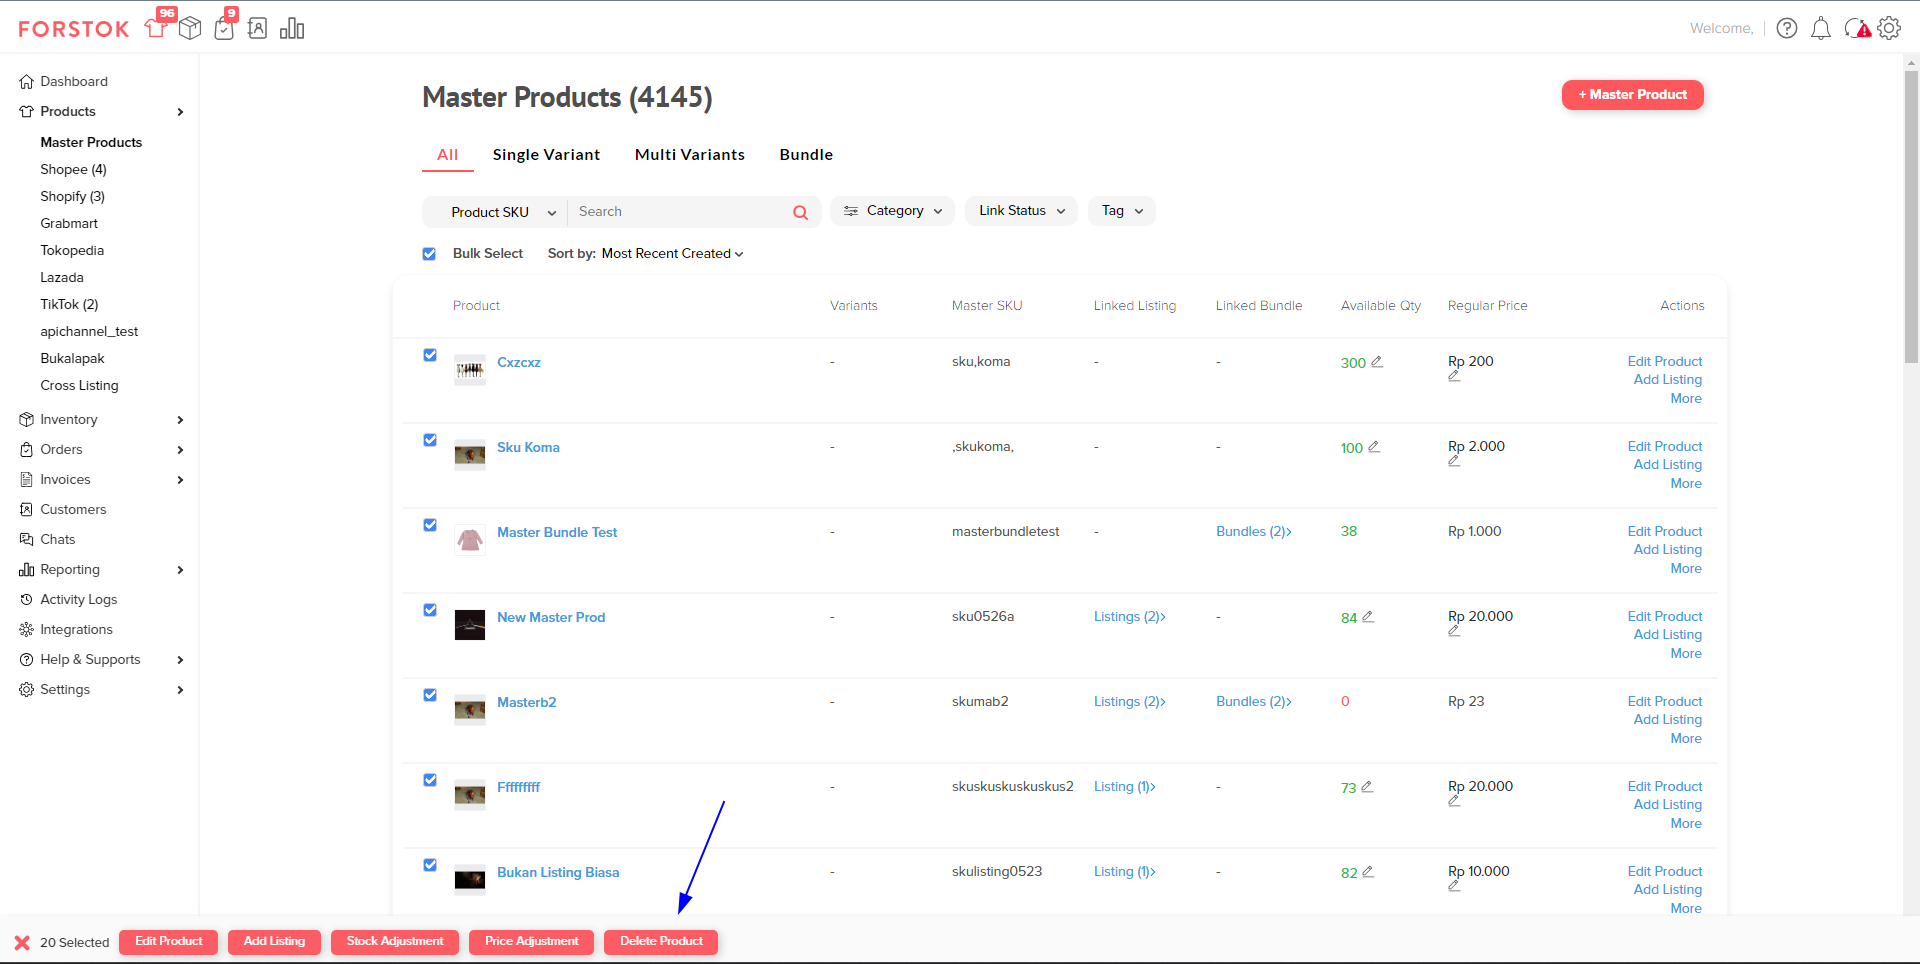 FORSTOK 96 9 Welcome,
Dashboard
Products
Master Products
Shopee (4)
Shopify (3)
Grabmart
Tokopedia
Lazada
TikTok (2)
apichannel_test
Bukalapak
Cross Listing
Inventory
Orders
Invoices
Customers
Chats
Reporting
Activity Logs
Integrations
Help & Supports
Settings
Master Products (4145) + Master Product
All Single Variant Multi Variants Bundle
Product SKU Search Category Link Status Tag
Bulk Select Sort by: Most Recent Created
Product Variants Master SKU Linked Listing Linked Bundle Available Qty Regular Price Actions
Cxzcxz - sku,koma - - 300 Rp 200 Edit Product
Add Listing
More
Sku Koma - ,skukoma, - - 100 Rp 2.000 Edit Product
Add Listing
More
Master Bundle Test - masterbundletest - Bundles (2)> 38 Rp 1.000 Edit Product
Add Listing
More
New Master Prod - sku0526a Listings (2)> - 84 Rp 20.000 Edit Product
Add Listing
More
Masterb2 - skumab2 Listings (2)> Bundles (2)> 0 Rp 23 Edit Product
Add Listing
More
Fffffffff - skuskuskuskuskus2 Listing (1)> - 73 Rp 20.000 Edit Product
Add Listing
More
Bukan Listing Biasa - skulisting0523 Listing (1)> - 82 Rp 10.000 Edit Product
Add Listing
More
20 Selected Edit Product Add Listing Stock Adjustment Price Adjustment Delete Product